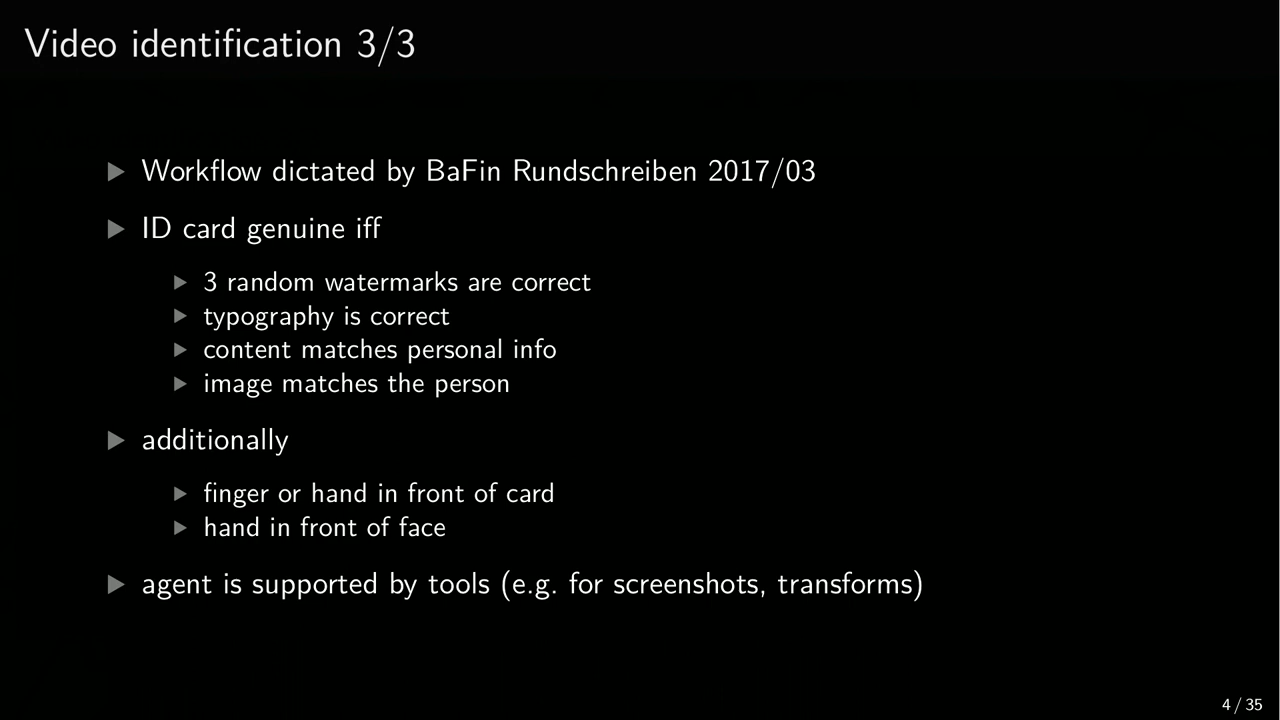 Video identification 3/3
Workflow dictated by BaFin Rundschreiben 2017/03
ID card genuine iff
3 random watermarks are correct
typography is correct
content matches personal info
image matches the person
additionally
finger or hand in front of card
hand in front of face
agent is supported by tools (e.g. for screenshots, transforms)
4 / 35